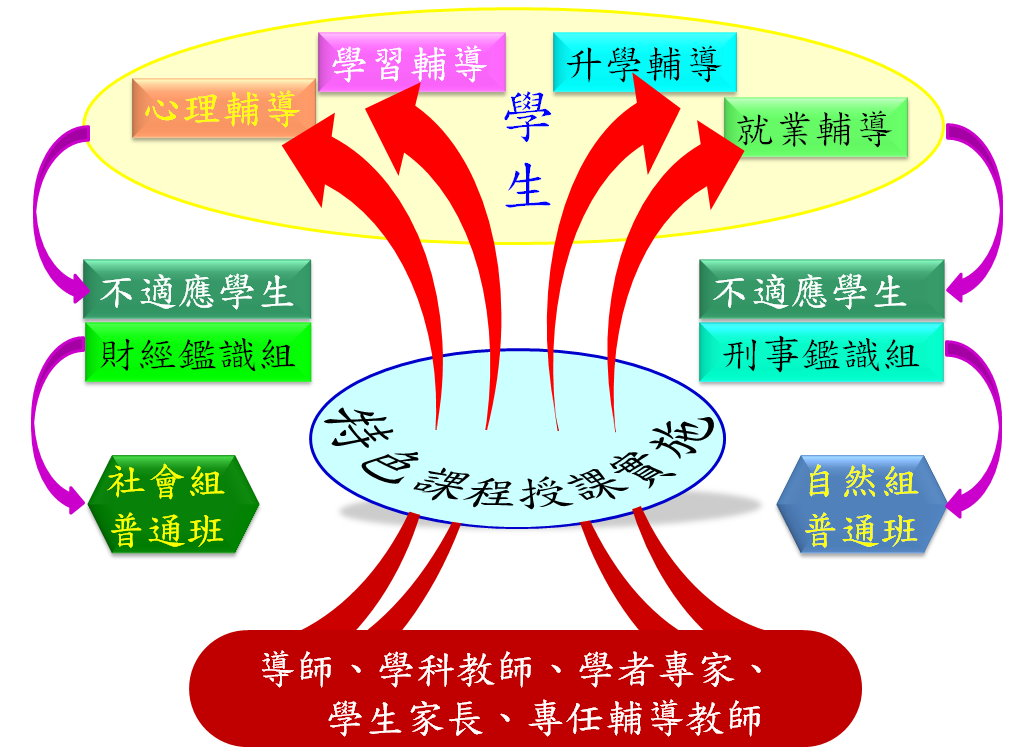 學習輔導
升學輔導
心理輔導
學生
就業輔導
不適應學生
財經鑑識組
不適應學生
刑事鑑識組
特色課程授課實施
社會組
普通班
自然組
普通班
導師、學科教師、學者專家、
學生家長、專任輔導教師